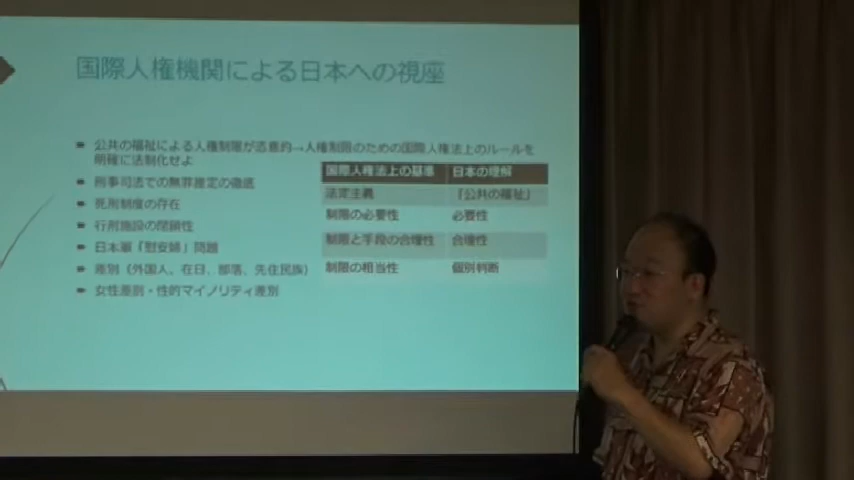 国際人権機関による日本への視座
公共の福祉による人権制限が恣意的→人権制限のための国際人権法上のルールを
明確に法制化せよ
刑事司法での無罪推定の徹底
死刑制度の存在
行刑施設の閉鎖性
日本軍「慰安婦」問題
差別（外国人、在日、部落、先住民族）
女性差別・性的マイノリティ差別
国際人権法上の基準 日本の理解
法定主義 「公共の福祉」
制限の必要性 必要性
制限と手段の合理性 合理性
制限の相当性 個別判断